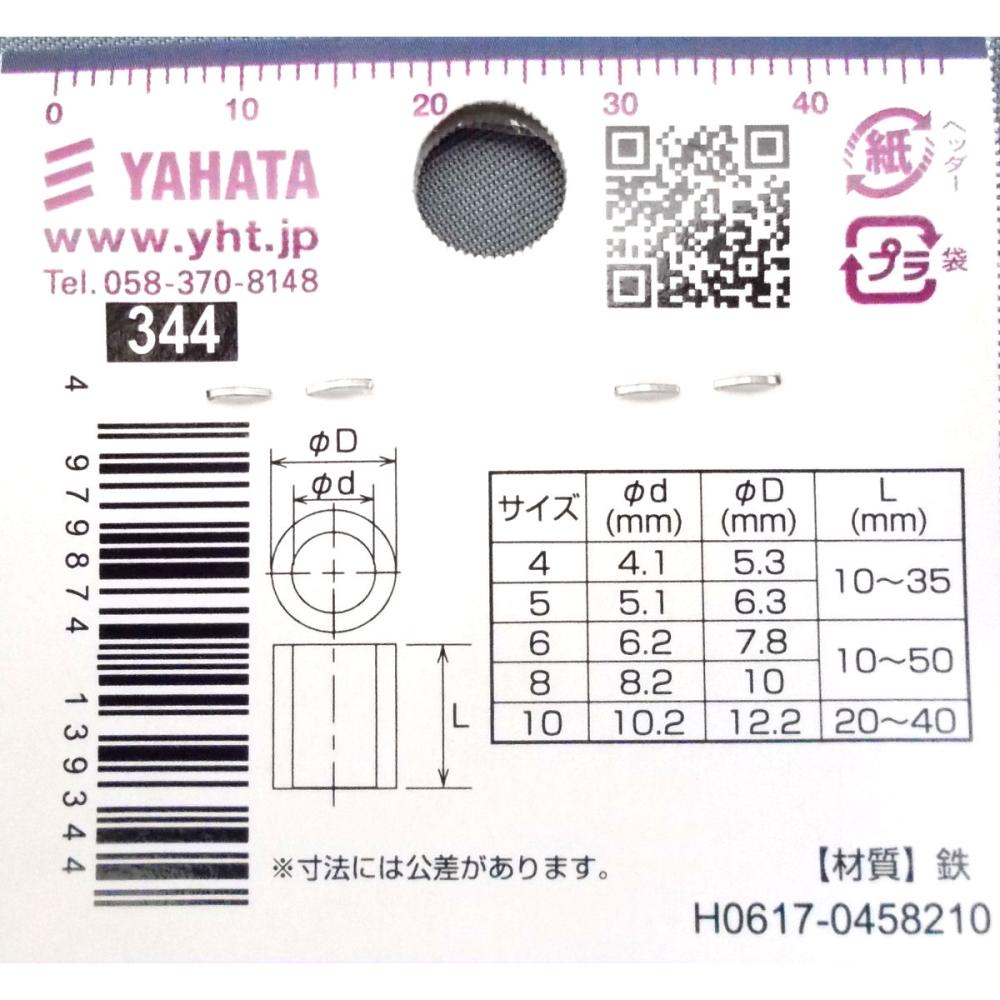 0 10 20 30 40
YAHATA
www.yht.jp
Tel. 058-370-8148
344
紙
ヘッダー
プラ
袋
4 979874 139344
φD
φd
L
サイズ φd (mm) φD (mm) L (mm)
4 4.1 5.3 10～35
5 5.1 6.3
6 6.2 7.8 10～50
8 8.2 10
10 10.2 12.2 20～40
※寸法には公差があります。
【材質】鉄
H0617-0458210